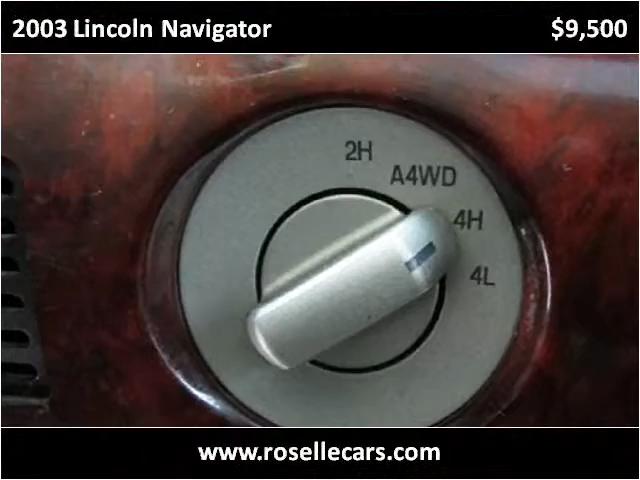 2003 Lincoln Navigator $9,500
2H
A4WD
4H
4L
www.rosellecars.com